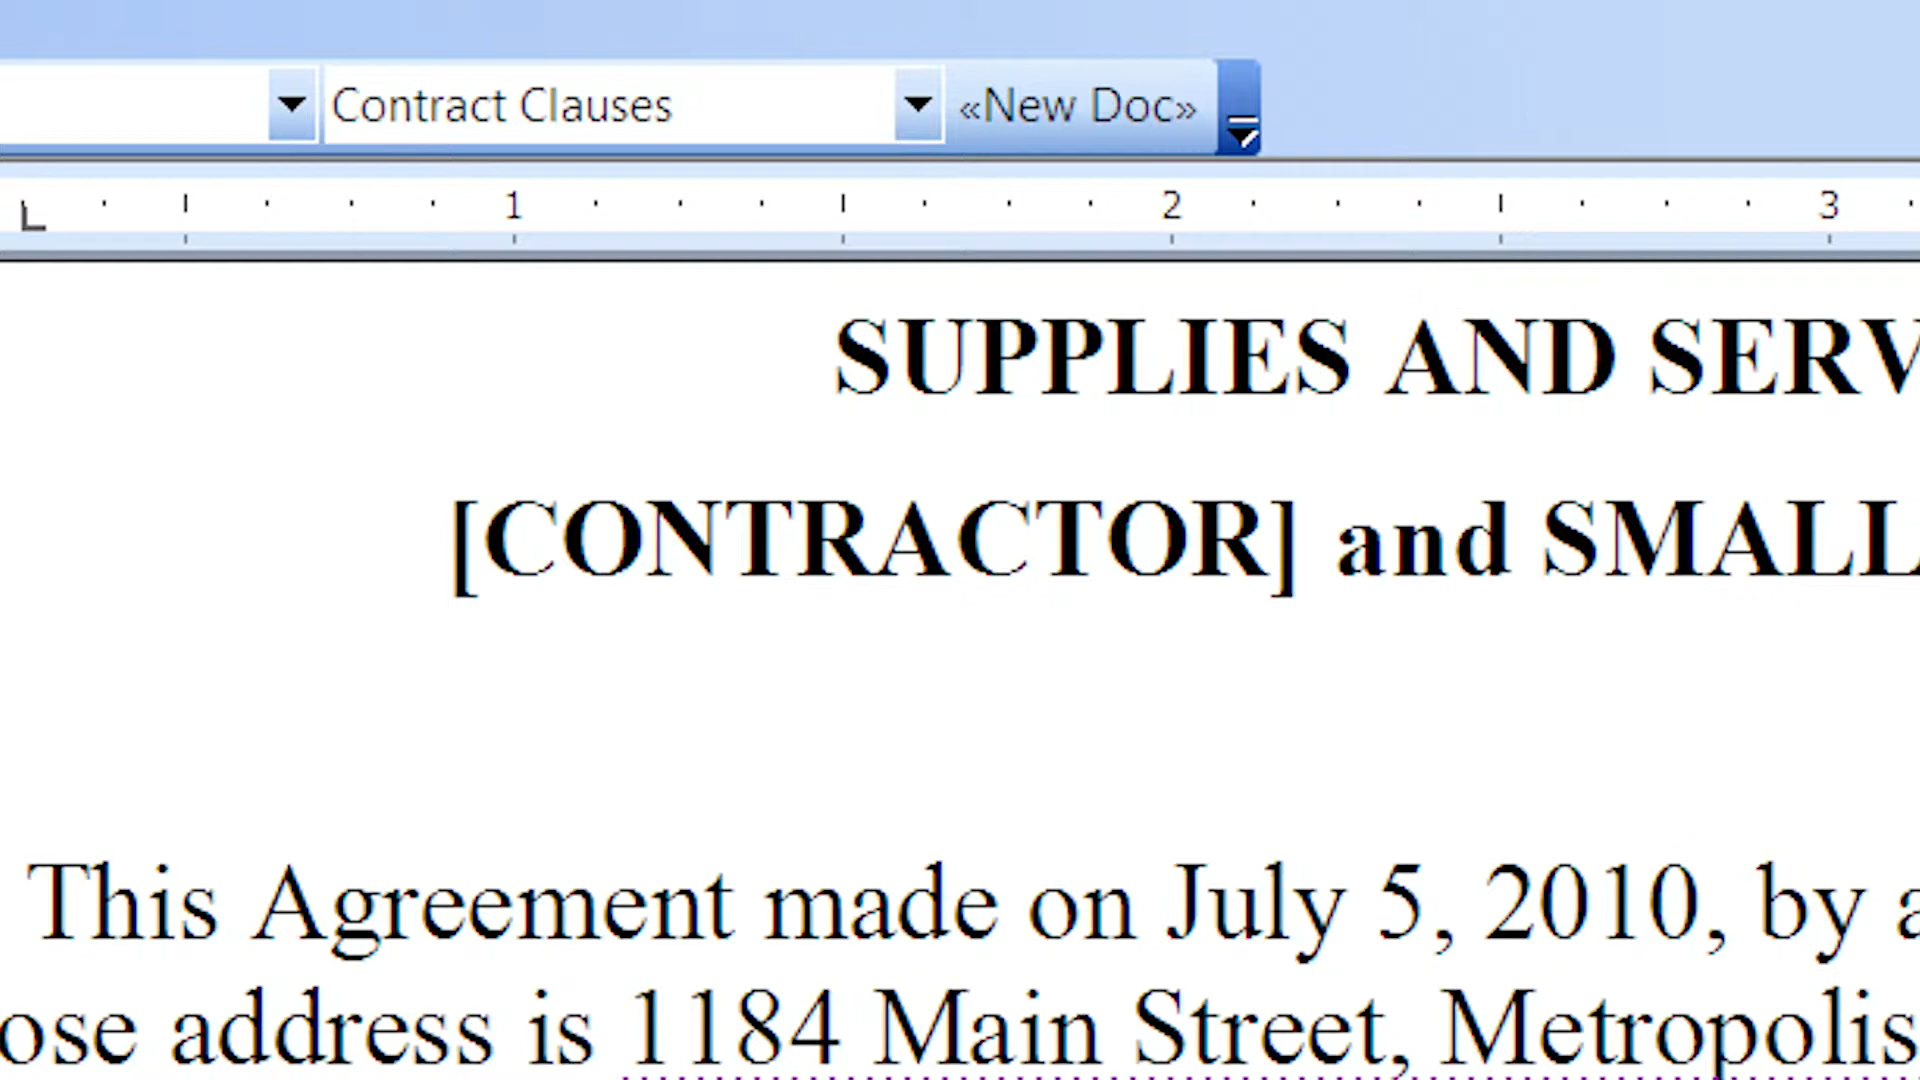 Contract Clauses «New Doc»
1 2 3
SUPPLIES AND SERV
[CONTRACTOR] and SMALL
This Agreement made on July 5, 2010, by a
ose address is 1184 Main Street, Metropolis